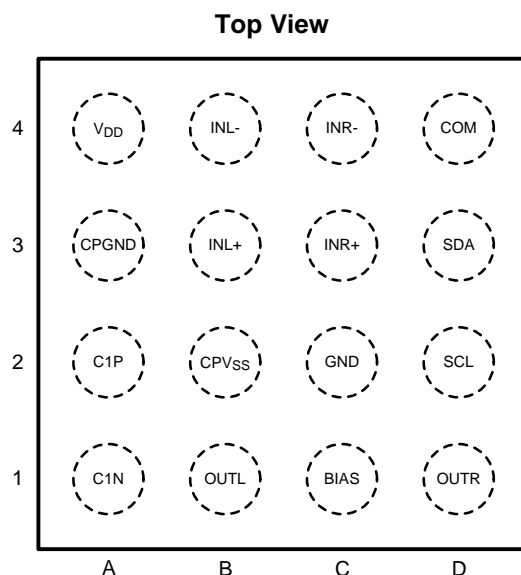 Top View
4 VDD INL- INR- COM
3 CPGND INL+ INR+ SDA
2 C1P CPVSS GND SCL
1 C1N OUTL BIAS OUTR
A B C D